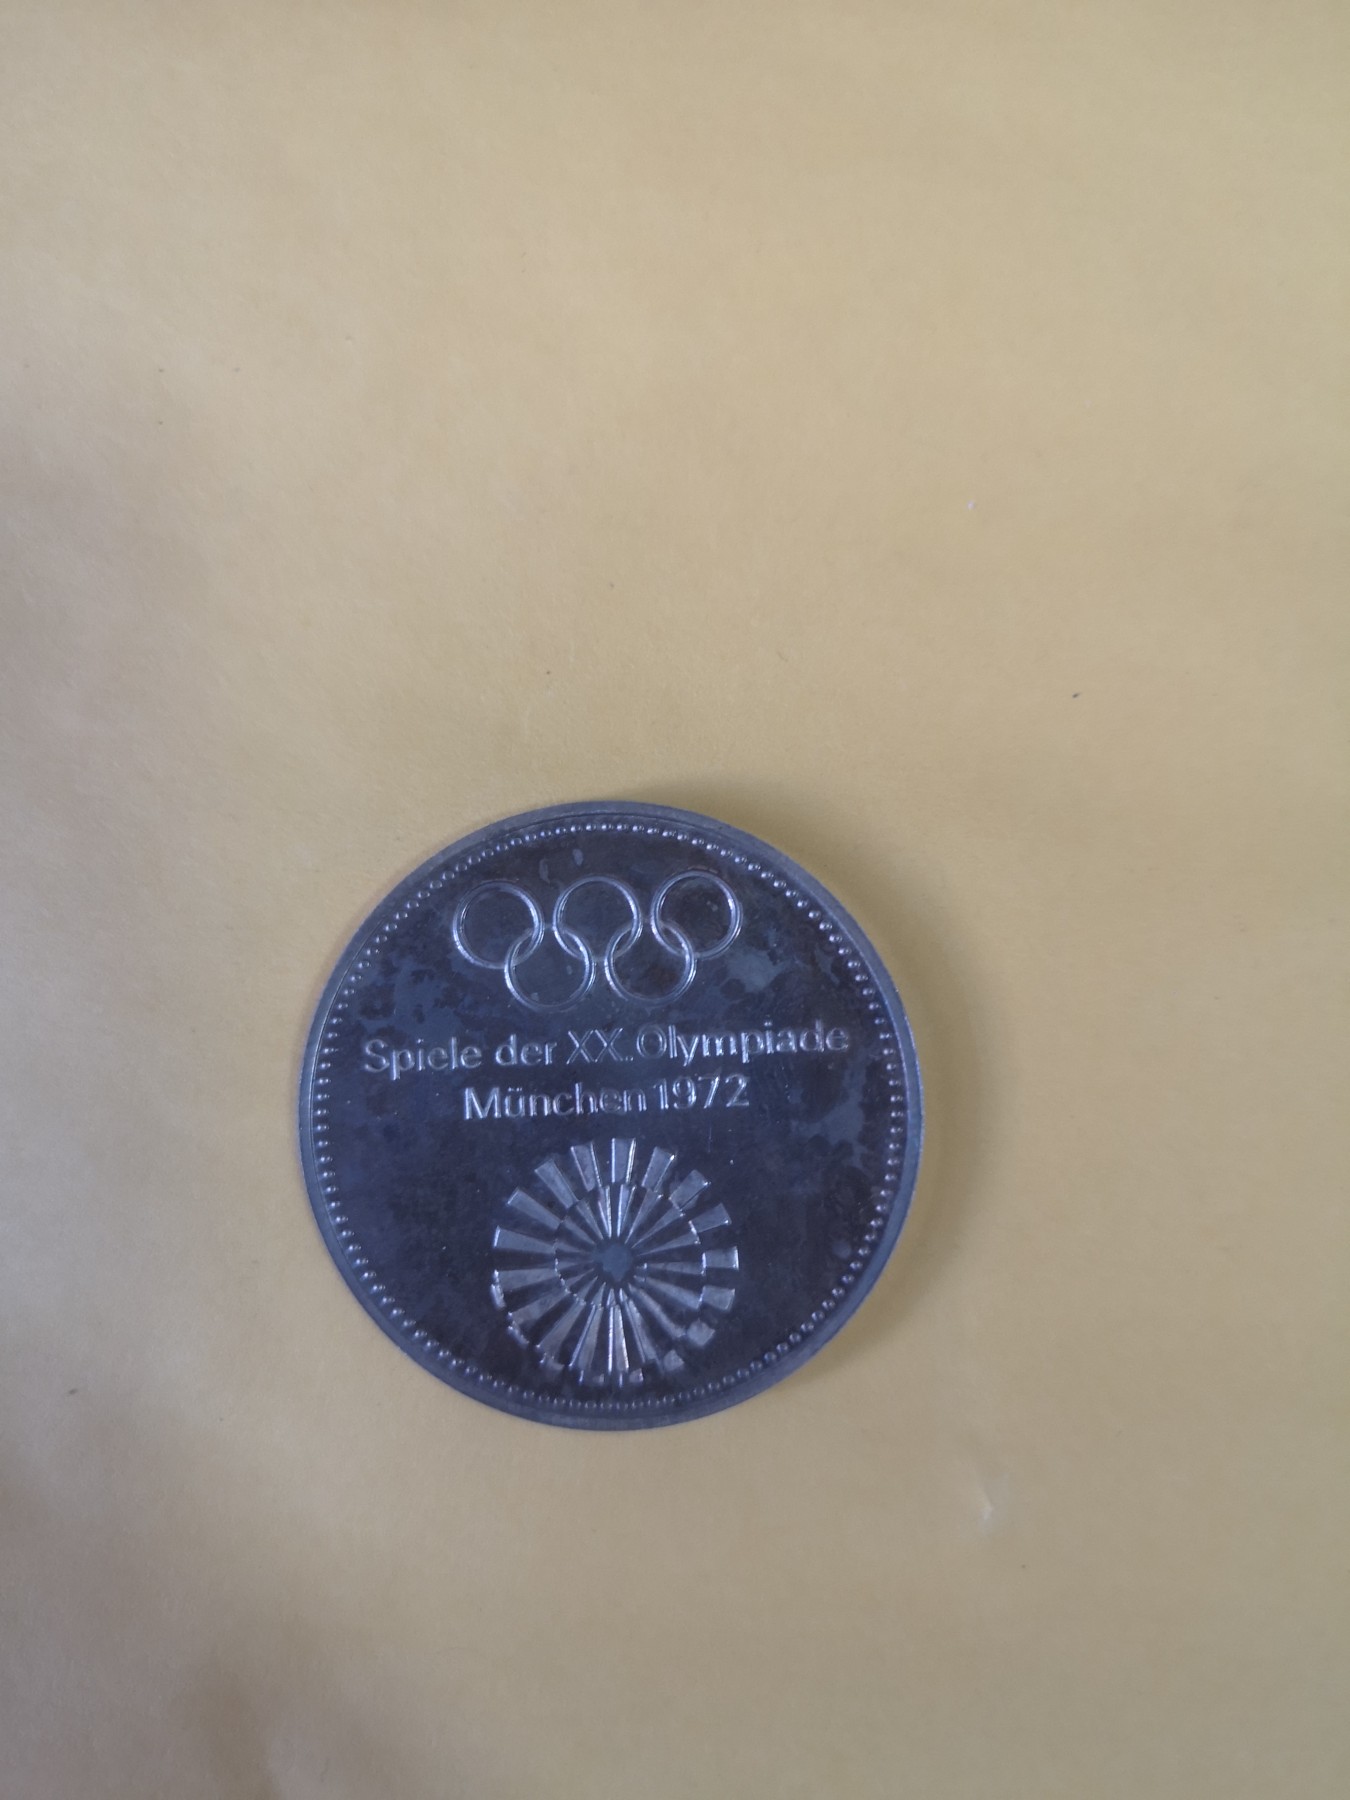 Spiele der XX. Olympiade
München 1972